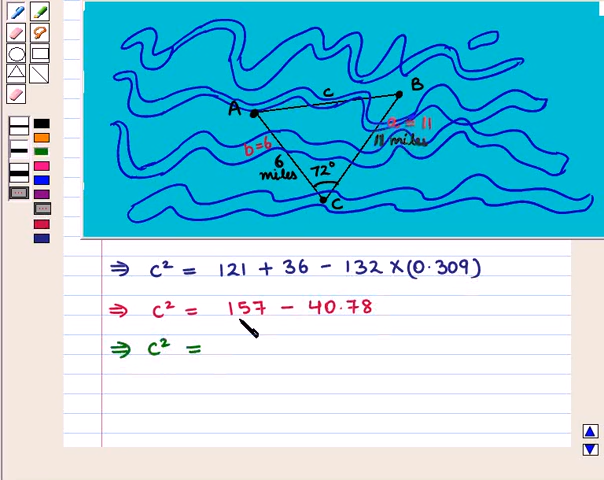 c
B
A
a = 11
11 miles
b=6
6 miles
72°
C
⇒ c² = 121 + 36 − 132 × (0.309)
⇒ c² = 157 − 40.78
⇒ c² =